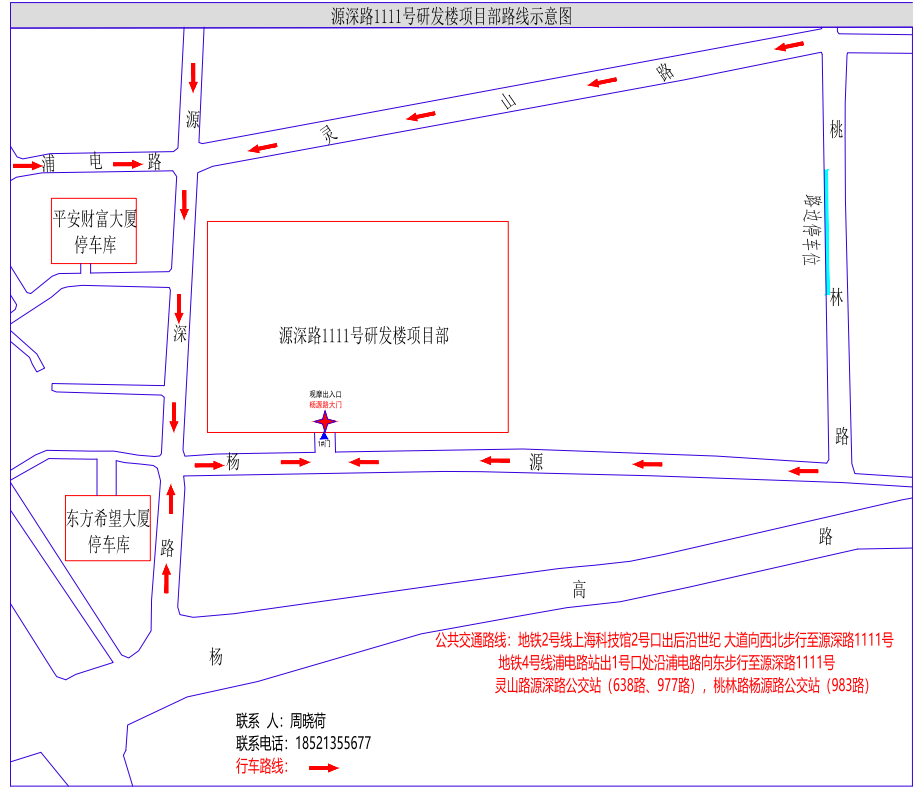 源深路1111号研发楼项目部路线示意图
灵山路
源深路
浦电路
桃林路
平安财富大厦
停车库
路边停车位
源深路1111号研发楼项目部
观摩出入口
杨源路大门
1#门
杨源路
东方希望大厦
停车库
杨高路
公共交通路线：地铁2号线上海科技馆2号口出后沿世纪 大道向西北步行至源深路1111号
地铁4号线浦电路站出1号口处沿浦电路向东步行至源深路1111号
灵山路源深路公交站（638路、977路），桃林路杨源路公交站（983路）
联系 人：周晓荷
联系电话：18521355677
行车路线：